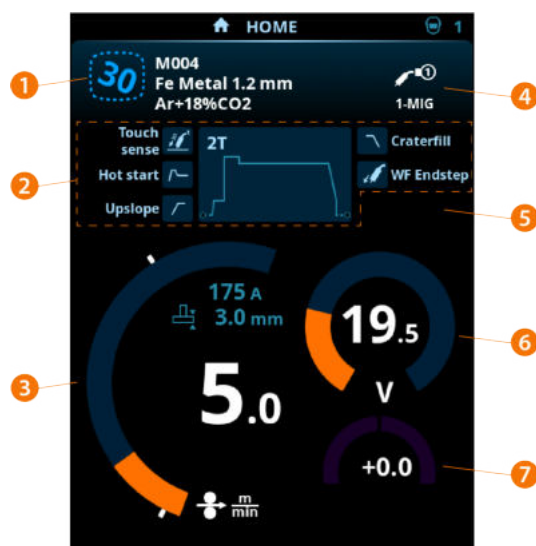 HOME
1
30
M004
Fe Metal 1.2 mm
Ar+18%CO2
1
1-MIG
Touch
sense
2T
Craterfill
Hot start
WF Endstep
Upslope
175 A
3.0 mm
5.0
m
min
19.5
V
+0.0
1
2
3
4
5
6
7